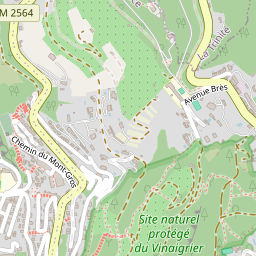 M 2564
La Trinité
Avenue Brès
Chemin du Mont-Gros
Site naturel
protégé
du Vinaigrier